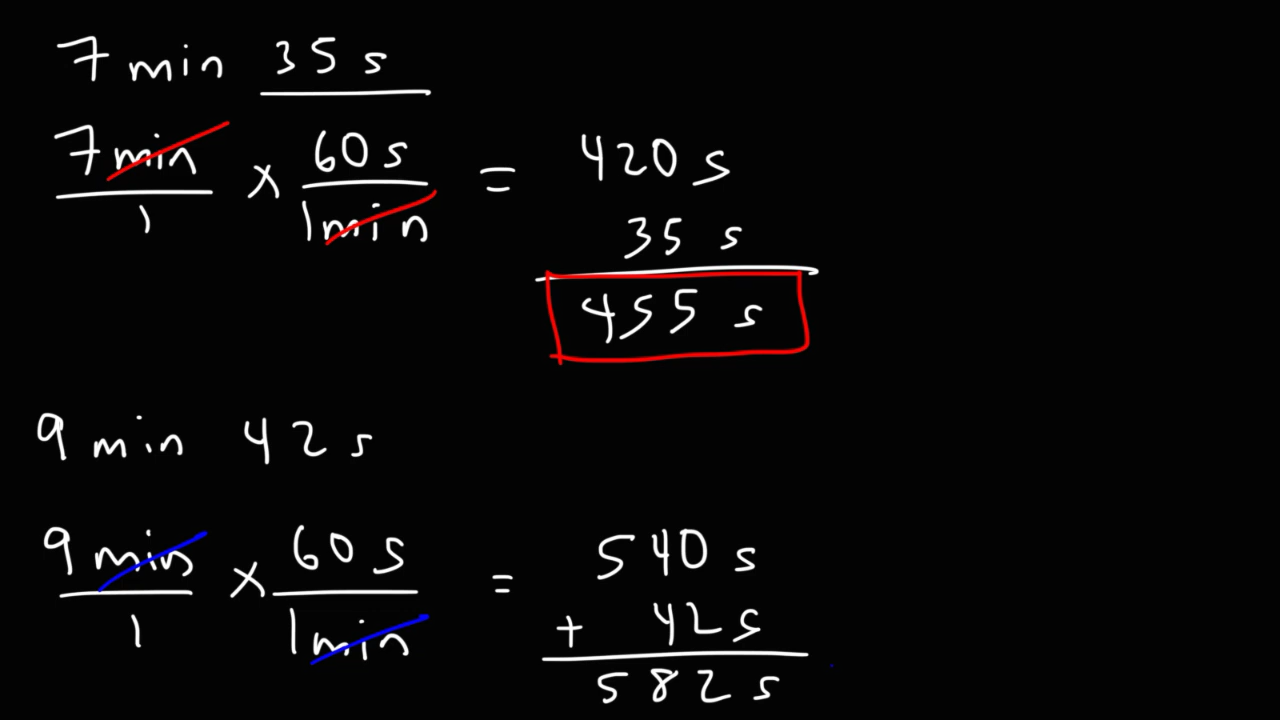 7 min 35 s
7 min / 1 × 60 s / 1 min = 420 s
35 s
455 s
9 min 42 s
9 min / 1 × 60 s / 1 min = 540 s
+ 42 s
582 s